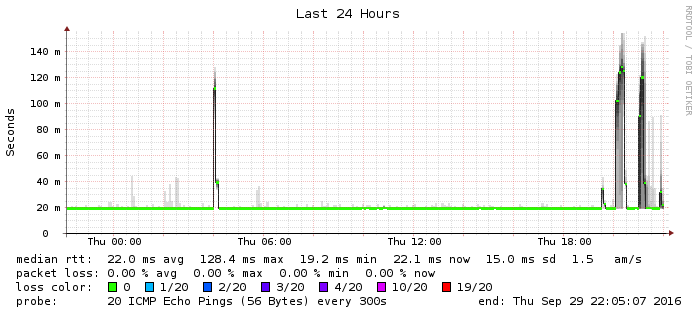 Last 24 Hours
RRDTOOL / TOBI OETIKER
Seconds
140 m
120 m
100 m
80 m
60 m
40 m
20 m
0
Thu 00:00 Thu 06:00 Thu 12:00 Thu 18:00
median rtt: 22.0 ms avg 128.4 ms max 19.2 ms min 22.1 ms now 15.0 ms sd 1.5 am/s
packet loss: 0.00 % avg 0.00 % max 0.00 % min 0.00 % now
loss color: 0 1/20 2/20 3/20 4/20 10/20 19/20
probe: 20 ICMP Echo Pings (56 Bytes) every 300s end: Thu Sep 29 22:05:07 2016